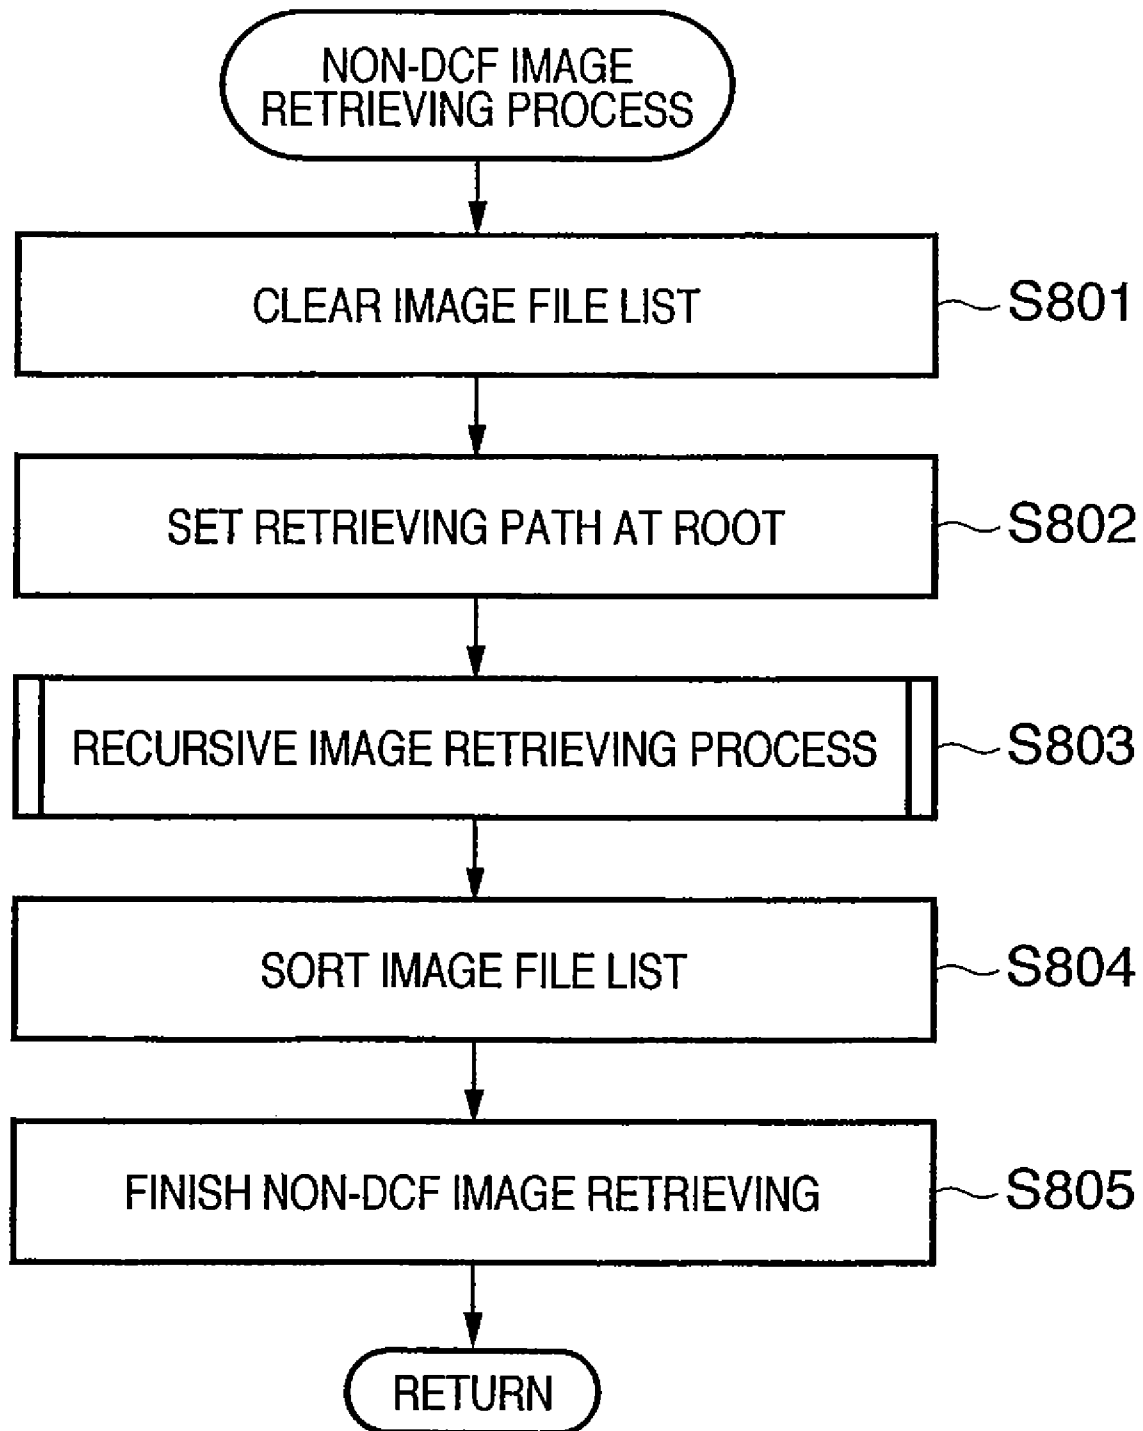 NON-DCF IMAGE
RETRIEVING PROCESS
CLEAR IMAGE FILE LIST
S801
SET RETRIEVING PATH AT ROOT
S802
RECURSIVE IMAGE RETRIEVING PROCESS
S803
SORT IMAGE FILE LIST
S804
FINISH NON-DCF IMAGE RETRIEVING
S805
RETURN